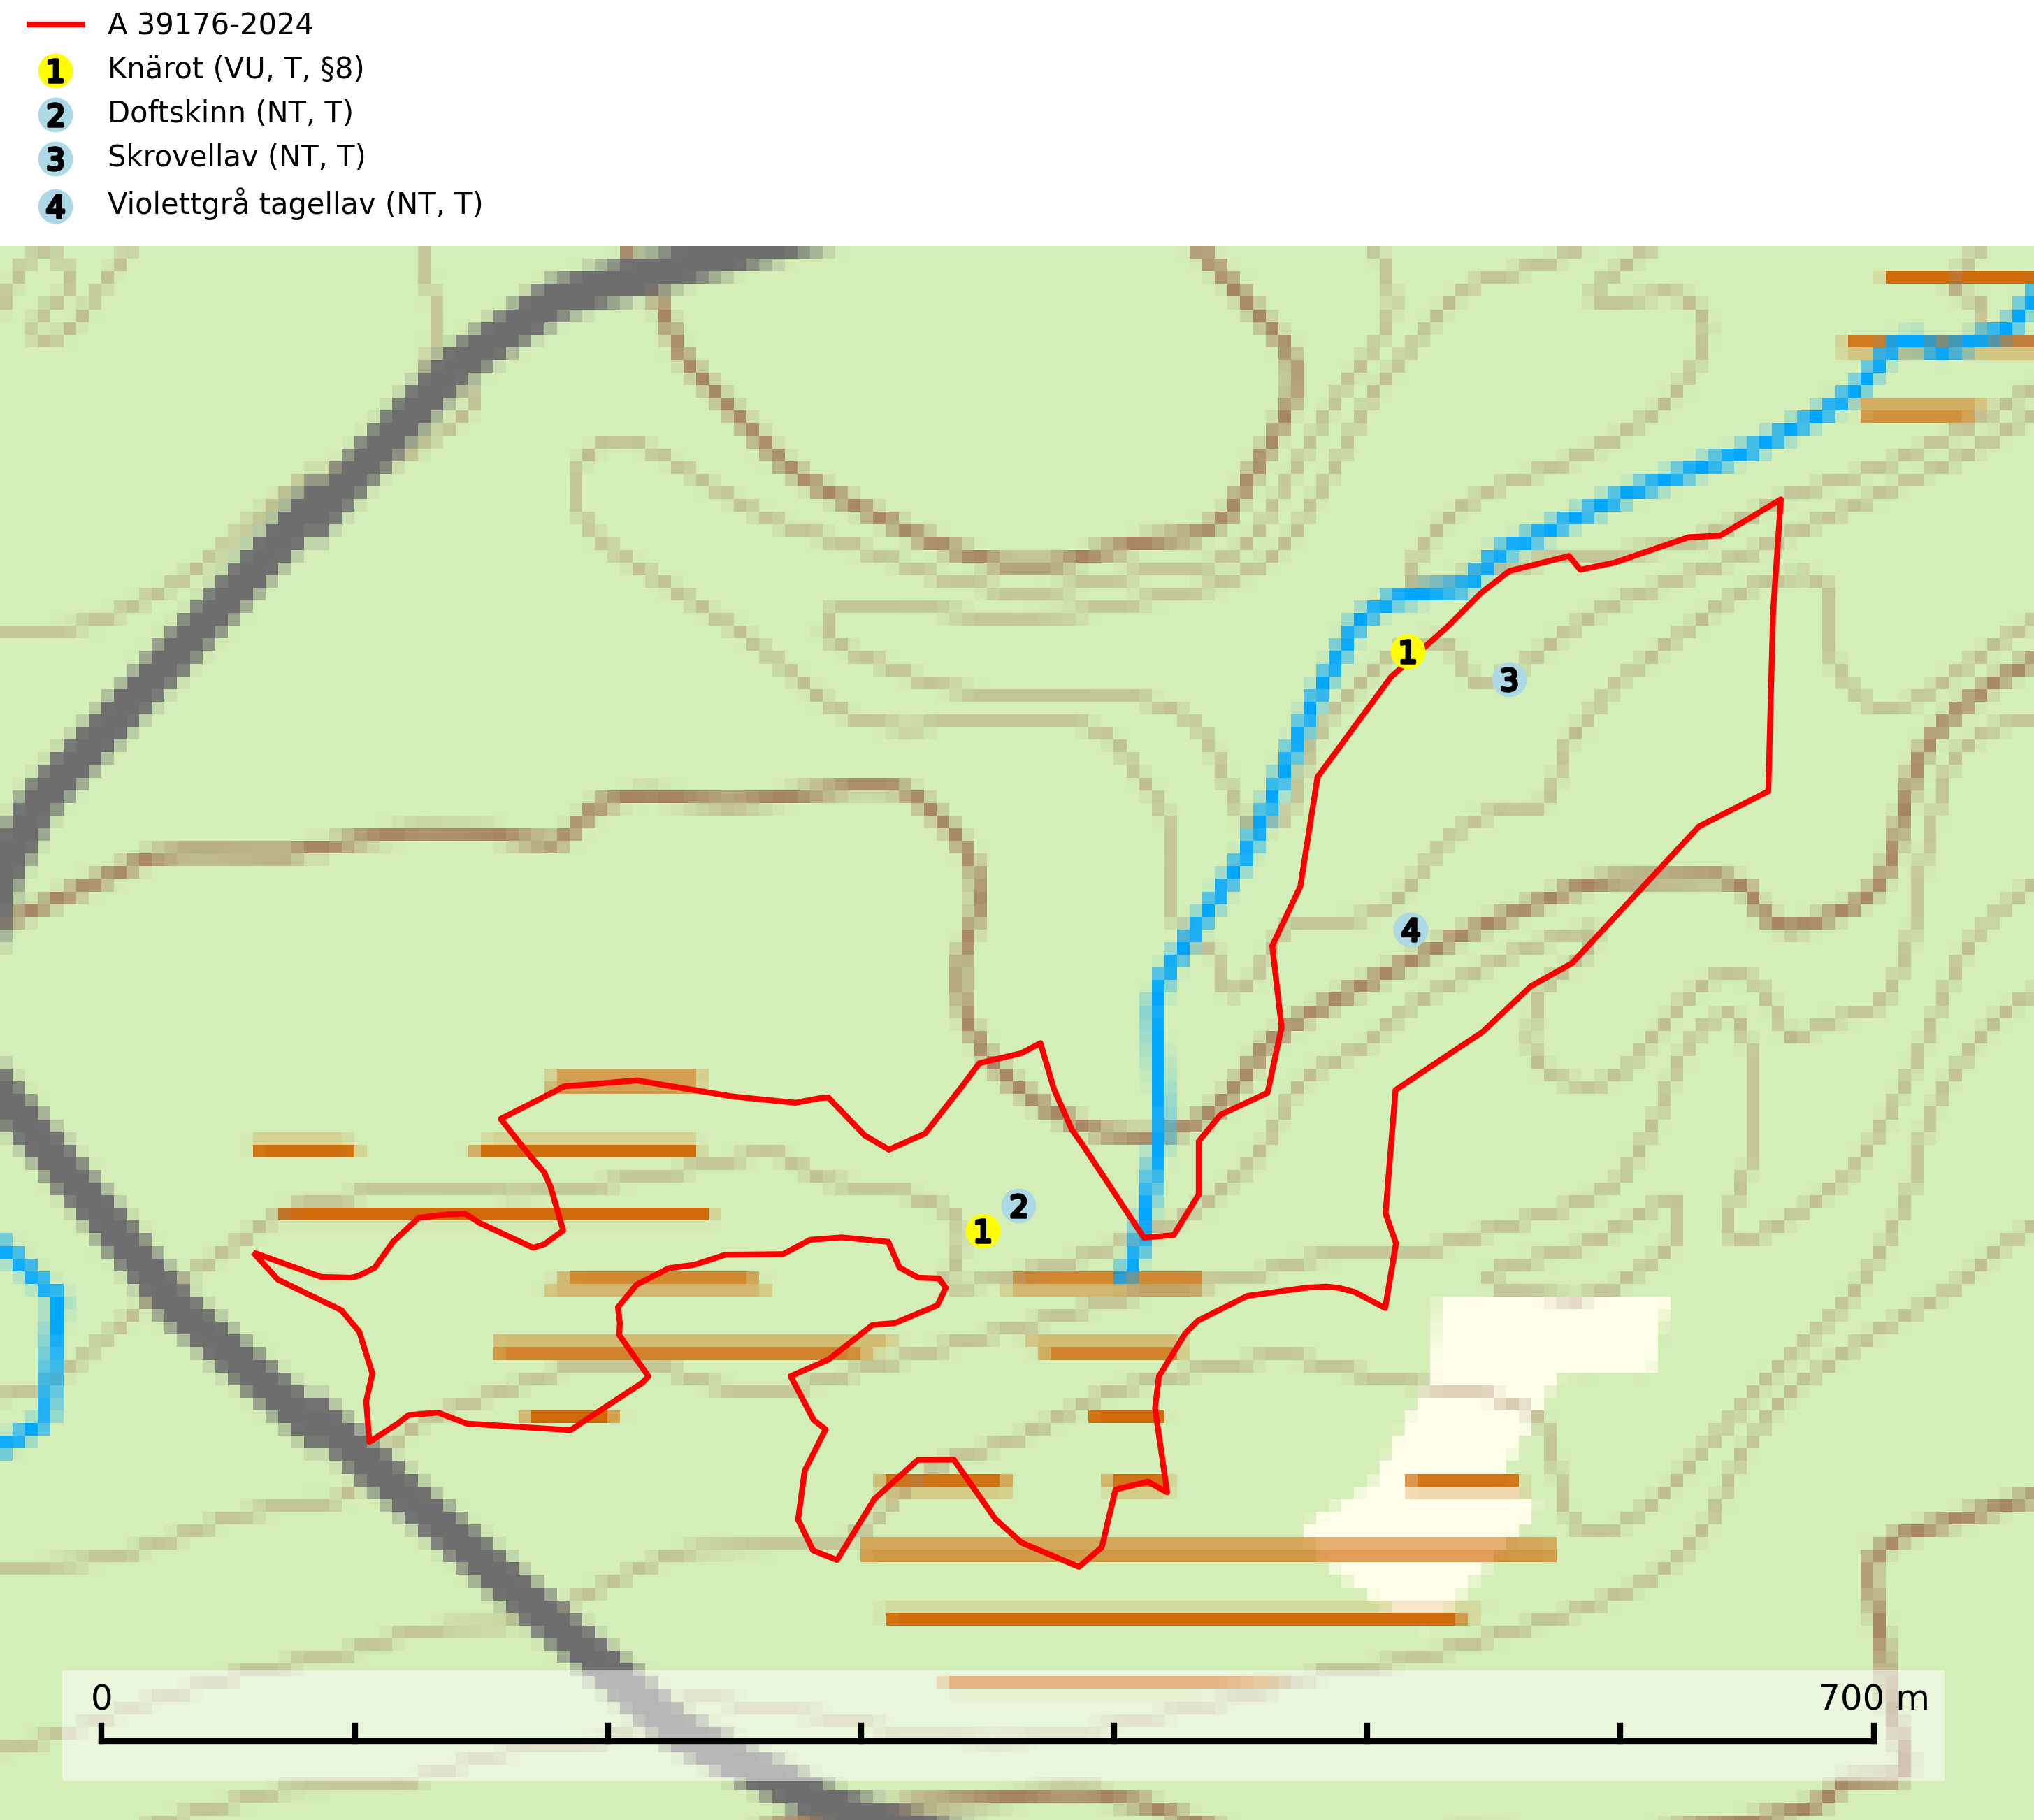 A 39176-2024
1 Knärot (VU, T, §8)
2 Doftskinn (NT, T)
3 Skrovellav (NT, T)
4 Violettgrå tagellav (NT, T)
1
3
4
2
1
0 700 m